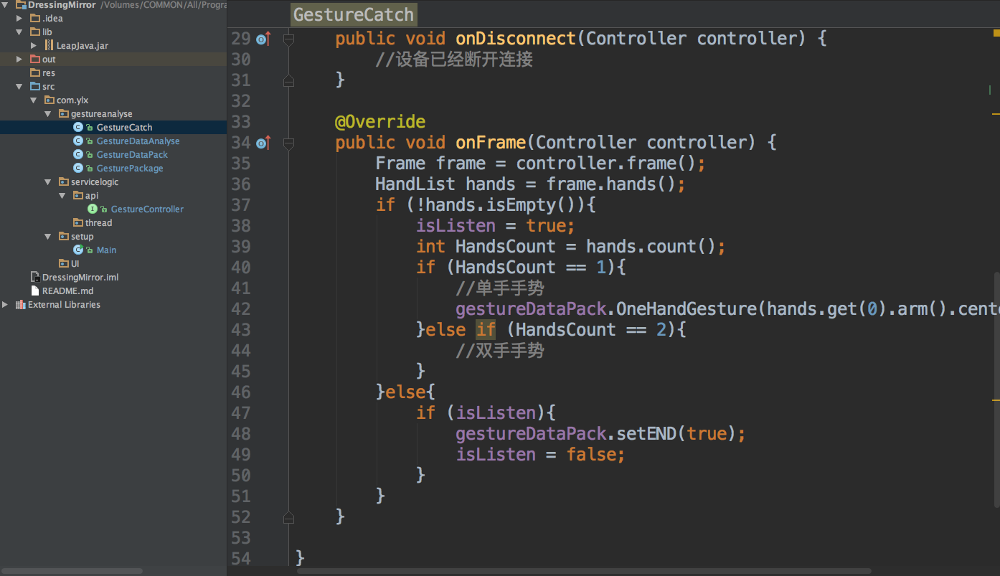 DressingMirror /Volumes/COMMON/All/Progra
.idea
lib
LeapJava.jar
out
res
src
com.ylx
gestureanalyse
GestureCatch
GestureDataAnalyse
GestureDataPack
GesturePackage
servicelogic
api
GestureController
thread
setup
Main
UI
DressingMirror.iml
README.md
External Libraries
GestureCatch
29 public void onDisconnect(Controller controller) {
30 //设备已经断开连接
31 }
32
33 @Override
34 public void onFrame(Controller controller) {
35 Frame frame = controller.frame();
36 HandList hands = frame.hands();
37 if (!hands.isEmpty()){
38 isListen = true;
39 int HandsCount = hands.count();
40 if (HandsCount == 1){
41 //单手手势
42 gestureDataPack.OneHandGesture(hands.get(0).arm().cente
43 }else if (HandsCount == 2){
44 //双手手势
45 }
46 }else{
47 if (isListen){
48 gestureDataPack.setEND(true);
49 isListen = false;
50 }
51 }
52 }
53
54 }